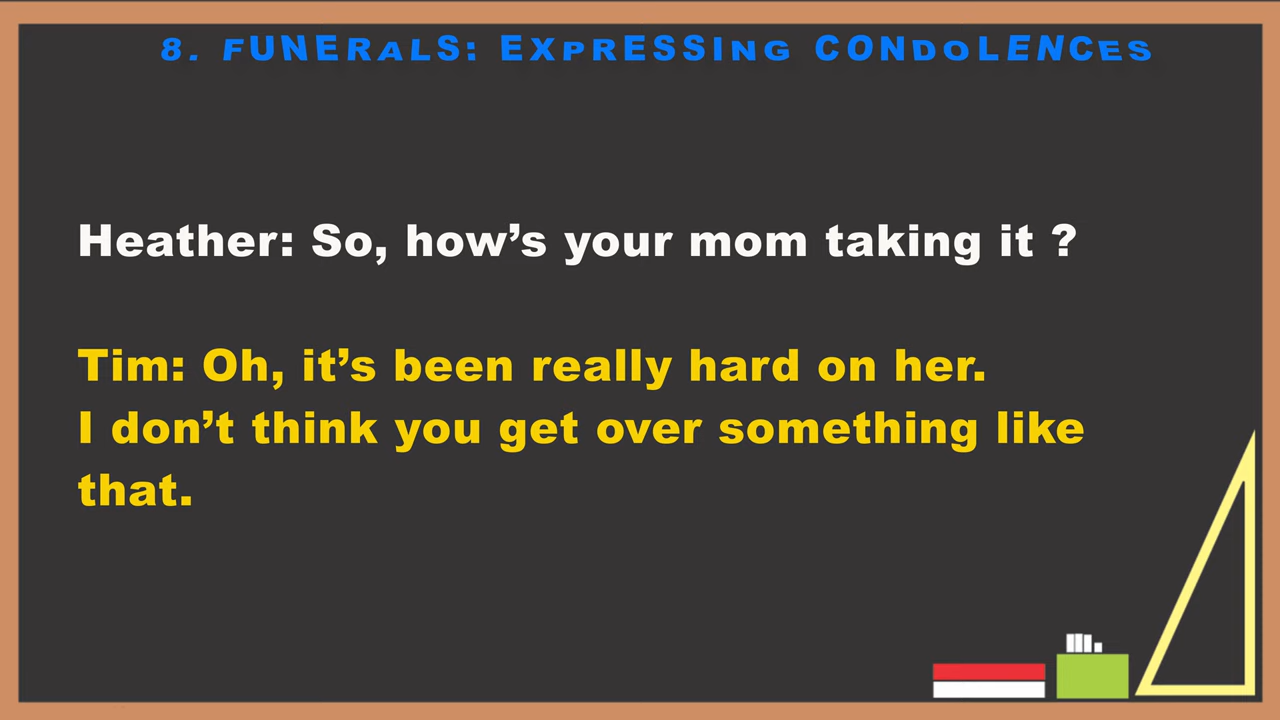 8. FUNERALS: EXPRESSING CONDOLENCES
Heather: So, how’s your mom taking it ?
Tim: Oh, it’s been really hard on her.
I don’t think you get over something like
that.